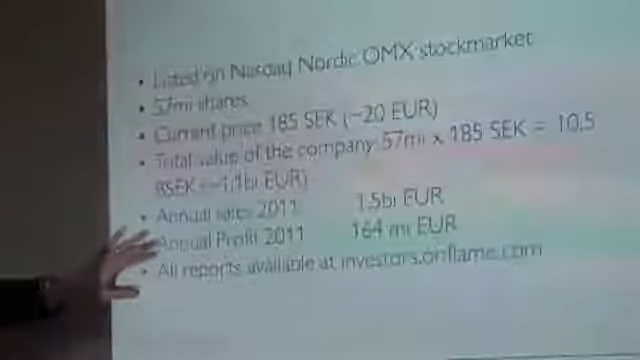 • Listed on Nasdaq Nordic OMX stockmarket
• 57mi shares
• Current price 185 SEK (~20 EUR)
• Total value of the company 57mi x 185 SEK = 10,5
BSEK (~1,1bi EUR)
• Annual sales 2011 1.5bi EUR
• Annual Profit 2011 164 mi EUR
• All reports available at investors.oriflame.com